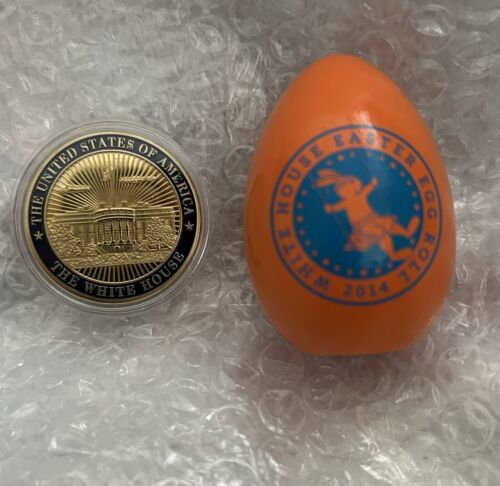 ★ THE UNITED STATES OF AMERICA ★
THE WHITE HOUSE
WHITE HOUSE EASTER EGG ROLL
2014